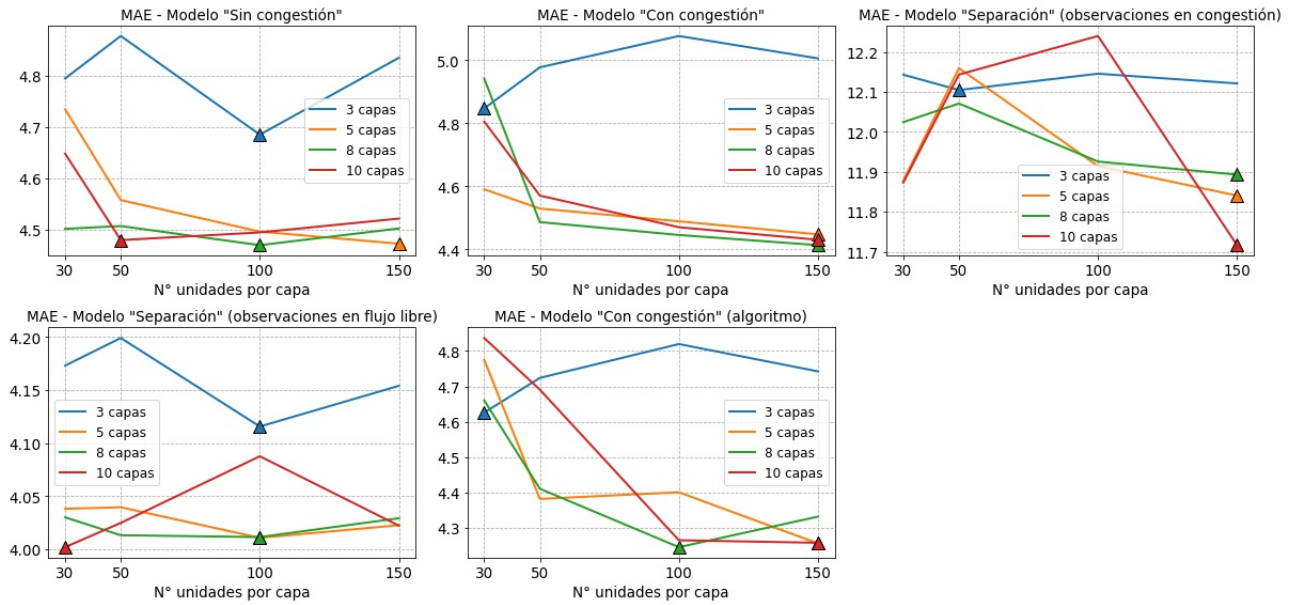 MAE - Modelo "Sin congestión"
4.8
4.7
4.6
4.5
3 capas
5 capas
8 capas
10 capas
30 50 100 150
N° unidades por capa
MAE - Modelo "Con congestión"
5.0
4.8
4.6
4.4
3 capas
5 capas
8 capas
10 capas
30 50 100 150
N° unidades por capa
MAE - Modelo "Separación" (observaciones en congestión)
12.2
12.1
12.0
11.9
11.8
11.7
3 capas
5 capas
8 capas
10 capas
30 50 100 150
N° unidades por capa
MAE - Modelo "Separación" (observaciones en flujo libre)
4.20
4.15
4.10
4.05
4.00
3 capas
5 capas
8 capas
10 capas
30 50 100 150
N° unidades por capa
MAE - Modelo "Con congestión" (algoritmo)
4.8
4.7
4.6
4.5
4.4
4.3
3 capas
5 capas
8 capas
10 capas
30 50 100 150
N° unidades por capa